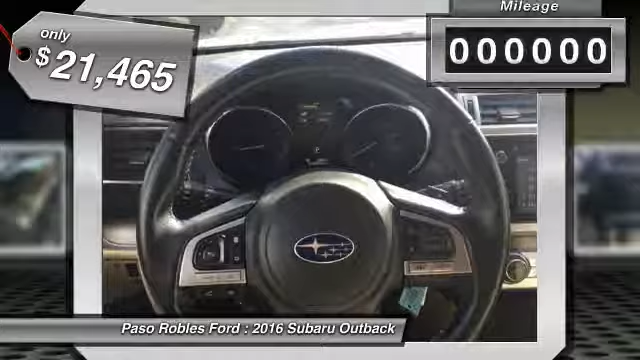 only
$21,465
Mileage
000000
Paso Robles Ford : 2016 Subaru Outback